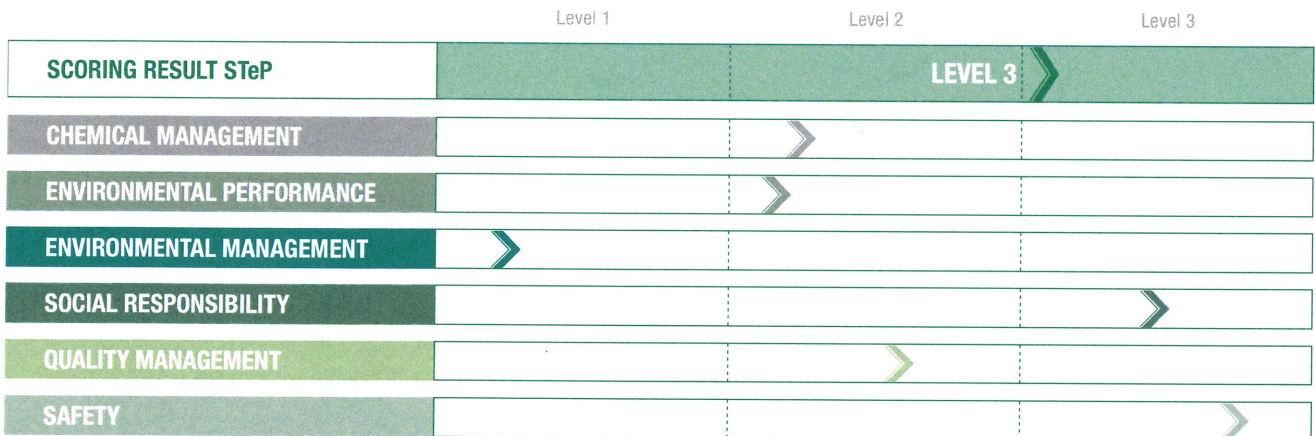 Level 1 Level 2 Level 3
SCORING RESULT STeP LEVEL 3
CHEMICAL MANAGEMENT
ENVIRONMENTAL PERFORMANCE
ENVIRONMENTAL MANAGEMENT
SOCIAL RESPONSIBILITY
QUALITY MANAGEMENT
SAFETY